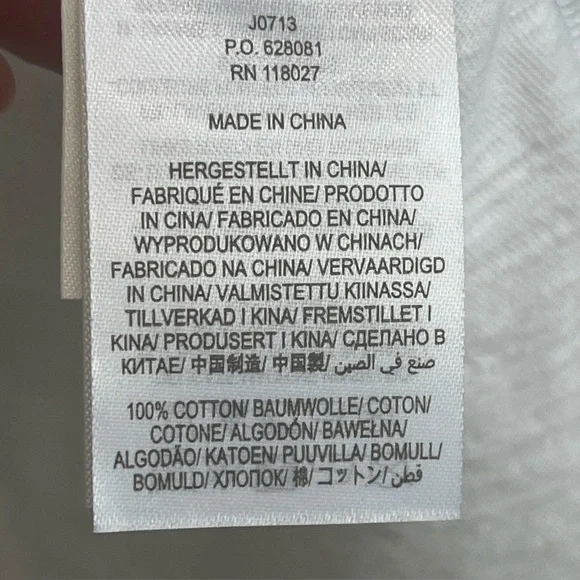 J0713
P.O. 628081
RN 118027
MADE IN CHINA
HERGESTELLT IN CHINA/
FABRIQUÉ EN CHINE/ PRODOTTO
IN CINA/ FABRICADO EN CHINA/
WYPRODUKOWANO W CHINACH/
FABRICADO NA CHINA/ VERVAARDIGD
IN CHINA/ VALMISTETTU KIINASSA/
TILLVERKAD I KINA/ FREMSTILLET I
KINA/ PRODUSERT I KINA/ СДЕЛАНО В
КИТАЕ/ 中国制造/ 中国製/ صنع في الصين
100% COTTON/ BAUMWOLLE/ COTON/
COTONE/ ALGODÓN/ BAWEŁNA/
ALGODÃO/ KATOEN/ PUUVILLA/ BOMULL/
BOMULD/ ХЛОПОК/ 棉/ コットン/ قطن